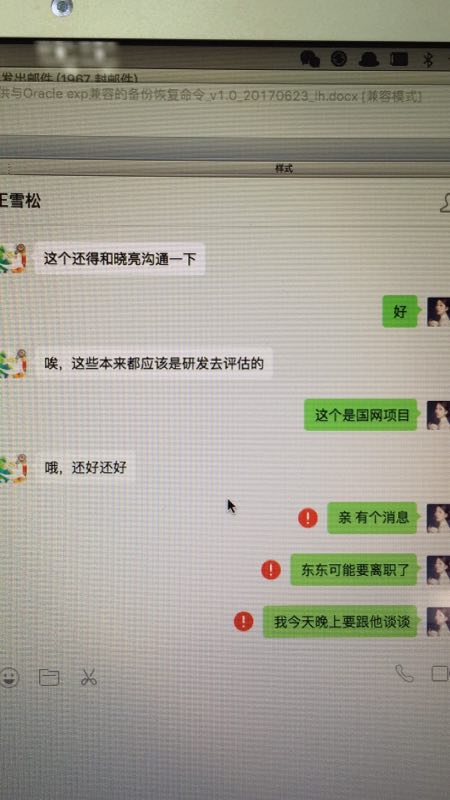 发出邮件 (1967 封邮件)
供与Oracle exp兼容的备份恢复命令_v1.0_20170623_lh.docx [兼容模式]
样式
王雪松
这个还得和晓亮沟通一下
好
唉，这些本来都应该是研发去评估的
这个是国网项目
哦，还好还好
亲 有个消息
东东可能要离职了
我今天晚上要跟他谈谈